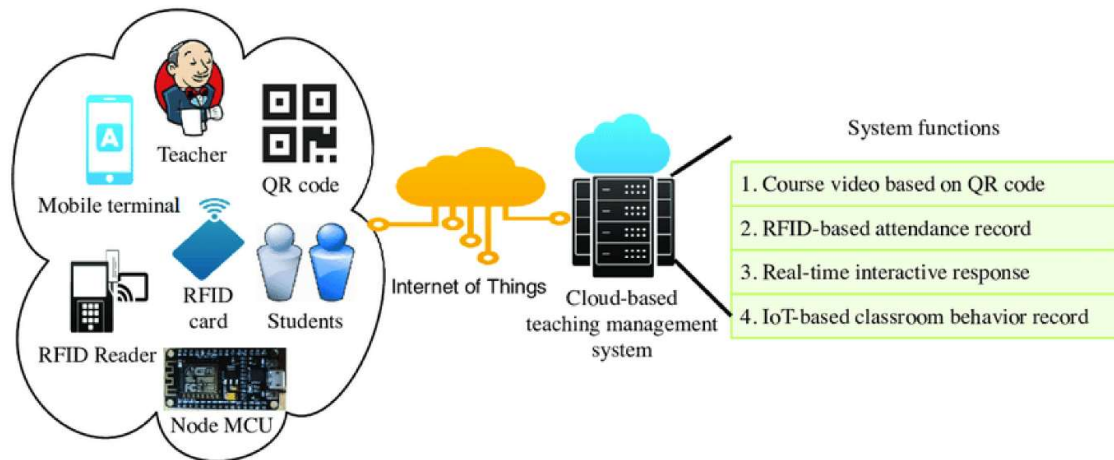 Teacher
QR code
Mobile terminal
A
RFID
card
Students
RFID Reader
Node MCU
Internet of Things
Cloud-based
teaching management
system
System functions
1. Course video based on QR code
2. RFID-based attendance record
3. Real-time interactive response
4. IoT-based classroom behavior record